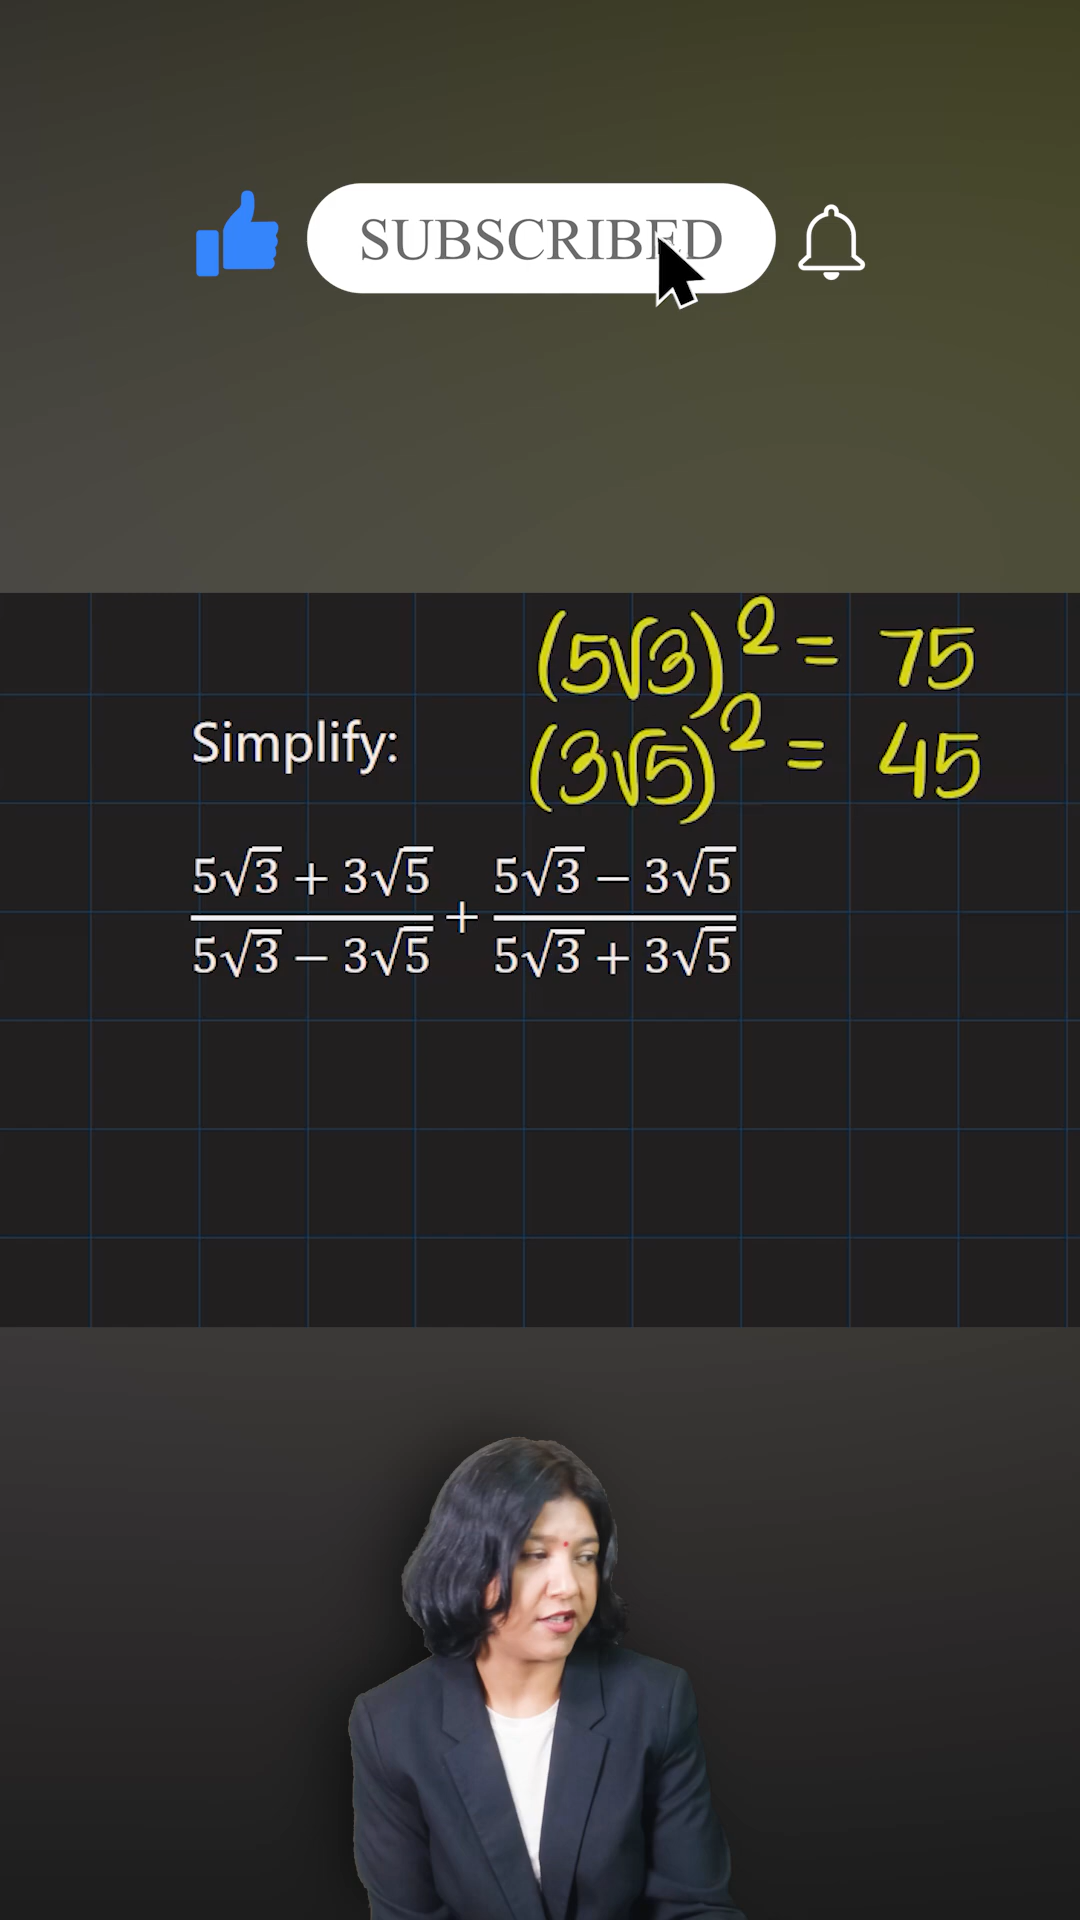 SUBSCRIBED
(5√3)² = 75
Simplify:
(3√5)² = 45
5√3 + 3√5 / 5√3 − 3√5 + 5√3 − 3√5 / 5√3 + 3√5